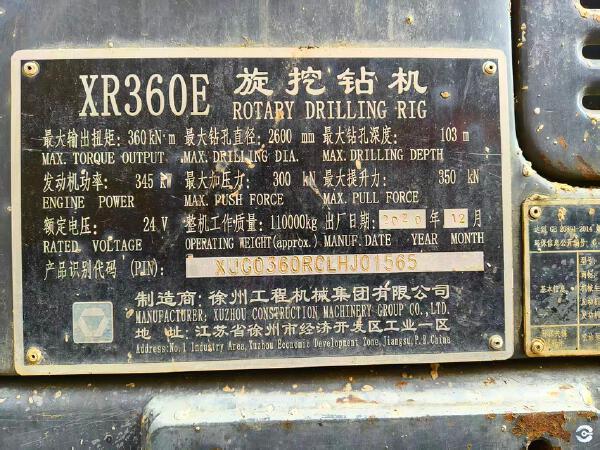 XR360E 旋挖钻机
ROTARY DRILLING RIG
最大输出扭矩: 360kN·m 最大钻孔直径: 2600 mm 最大钻孔深度: 103 m
MAX. TORQUE OUTPUT MAX. DRILLING DIA. MAX. DRILLING DEPTH
发动机功率: 345 kW 最大加压力: 300 kN 最大提升力: 350 kN
ENGINE POWER MAX. PUSH FORCE MAX. PULL FORCE
额定电压: 24 V 整机工作质量: 110000kg 出厂日期: 2020 年 12 月
RATED VOLTAGE OPERATING WEIGHT(approx.) MANUF. DATE YEAR MONTH
产品识别代码 (PIN): XUG0360RCLHJ01565
制造商: 徐州工程机械集团有限公司
MANUFACTURER: XUZHOU CONSTRUCTION MACHINERY GROUP CO., LTD.
地 址: 江苏省徐州市经济开发区工业一区
Address: No.1 Industry Area, Xuzhou Economic Development Zone, Jiangsu, P.R.China